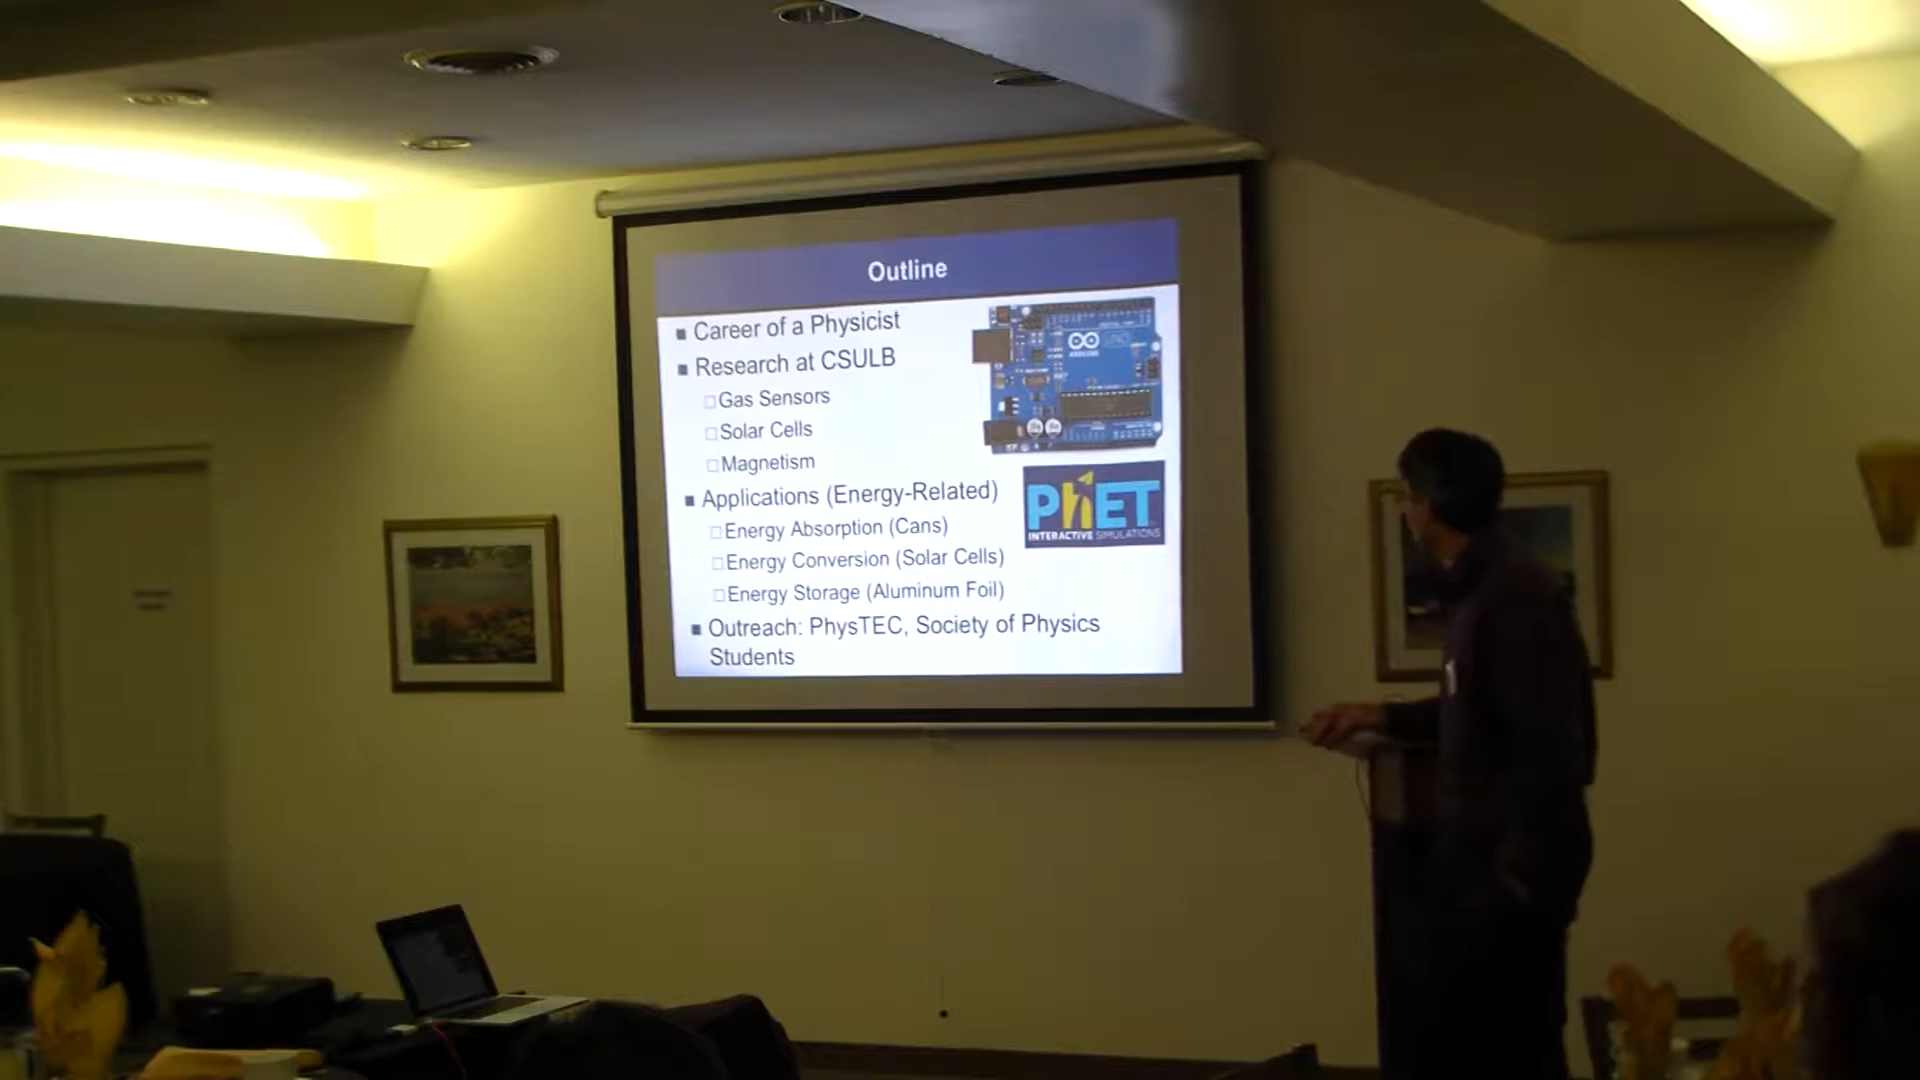 Outline
Career of a Physicist
Research at CSULB
Gas Sensors
Solar Cells
Magnetism
Applications (Energy-Related)
Energy Absorption (Cans)
Energy Conversion (Solar Cells)
Energy Storage (Aluminum Foil)
Outreach: PhysTEC, Society of Physics
Students
ARDUINO
PhET
INTERACTIVE SIMULATIONS